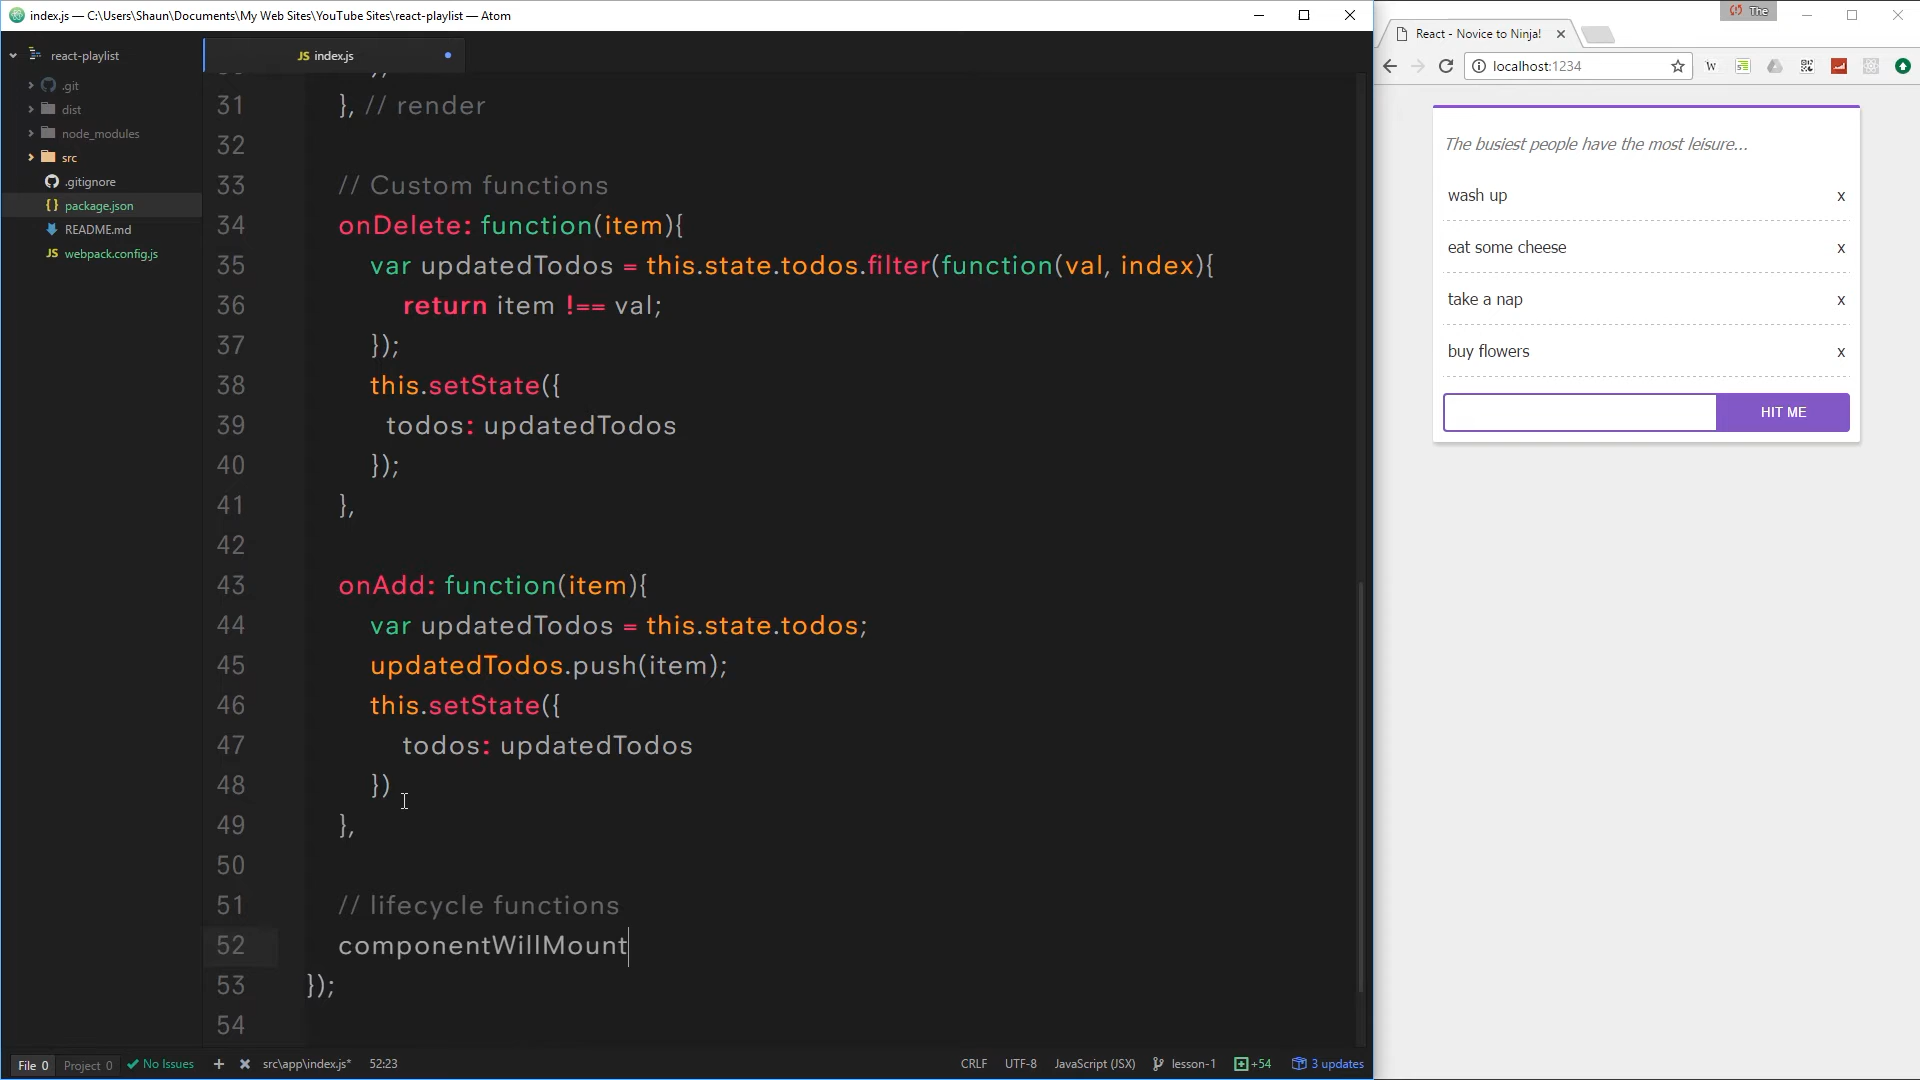 index.js — C:\Users\Shaun\Documents\My Web Sites\YouTube Sites\react-playlist — Atom
react-playlist
.git
dist
node_modules
src
.gitignore
package.json
README.md
JS webpack.config.js
JS index.js
31 }, // render
32
33 // Custom functions
34 onDelete: function(item){
35 var updatedTodos = this.state.todos.filter(function(val, index){
36 return item !== val;
37 });
38 this.setState({
39 todos: updatedTodos
40 });
41 },
42
43 onAdd: function(item){
44 var updatedTodos = this.state.todos;
45 updatedTodos.push(item);
46 this.setState({
47 todos: updatedTodos
48 })
49 },
50
51 // lifecycle functions
52 componentWillMount
53 });
54
File 0 Project 0 No Issues src\app\index.js* 52:23 CRLF UTF-8 JavaScript (JSX) lesson-1 +54 3 updates
The
React - Novice to Ninja!
localhost:1234
W
The busiest people have the most leisure...
wash up x
eat some cheese x
take a nap x
buy flowers x
HIT ME